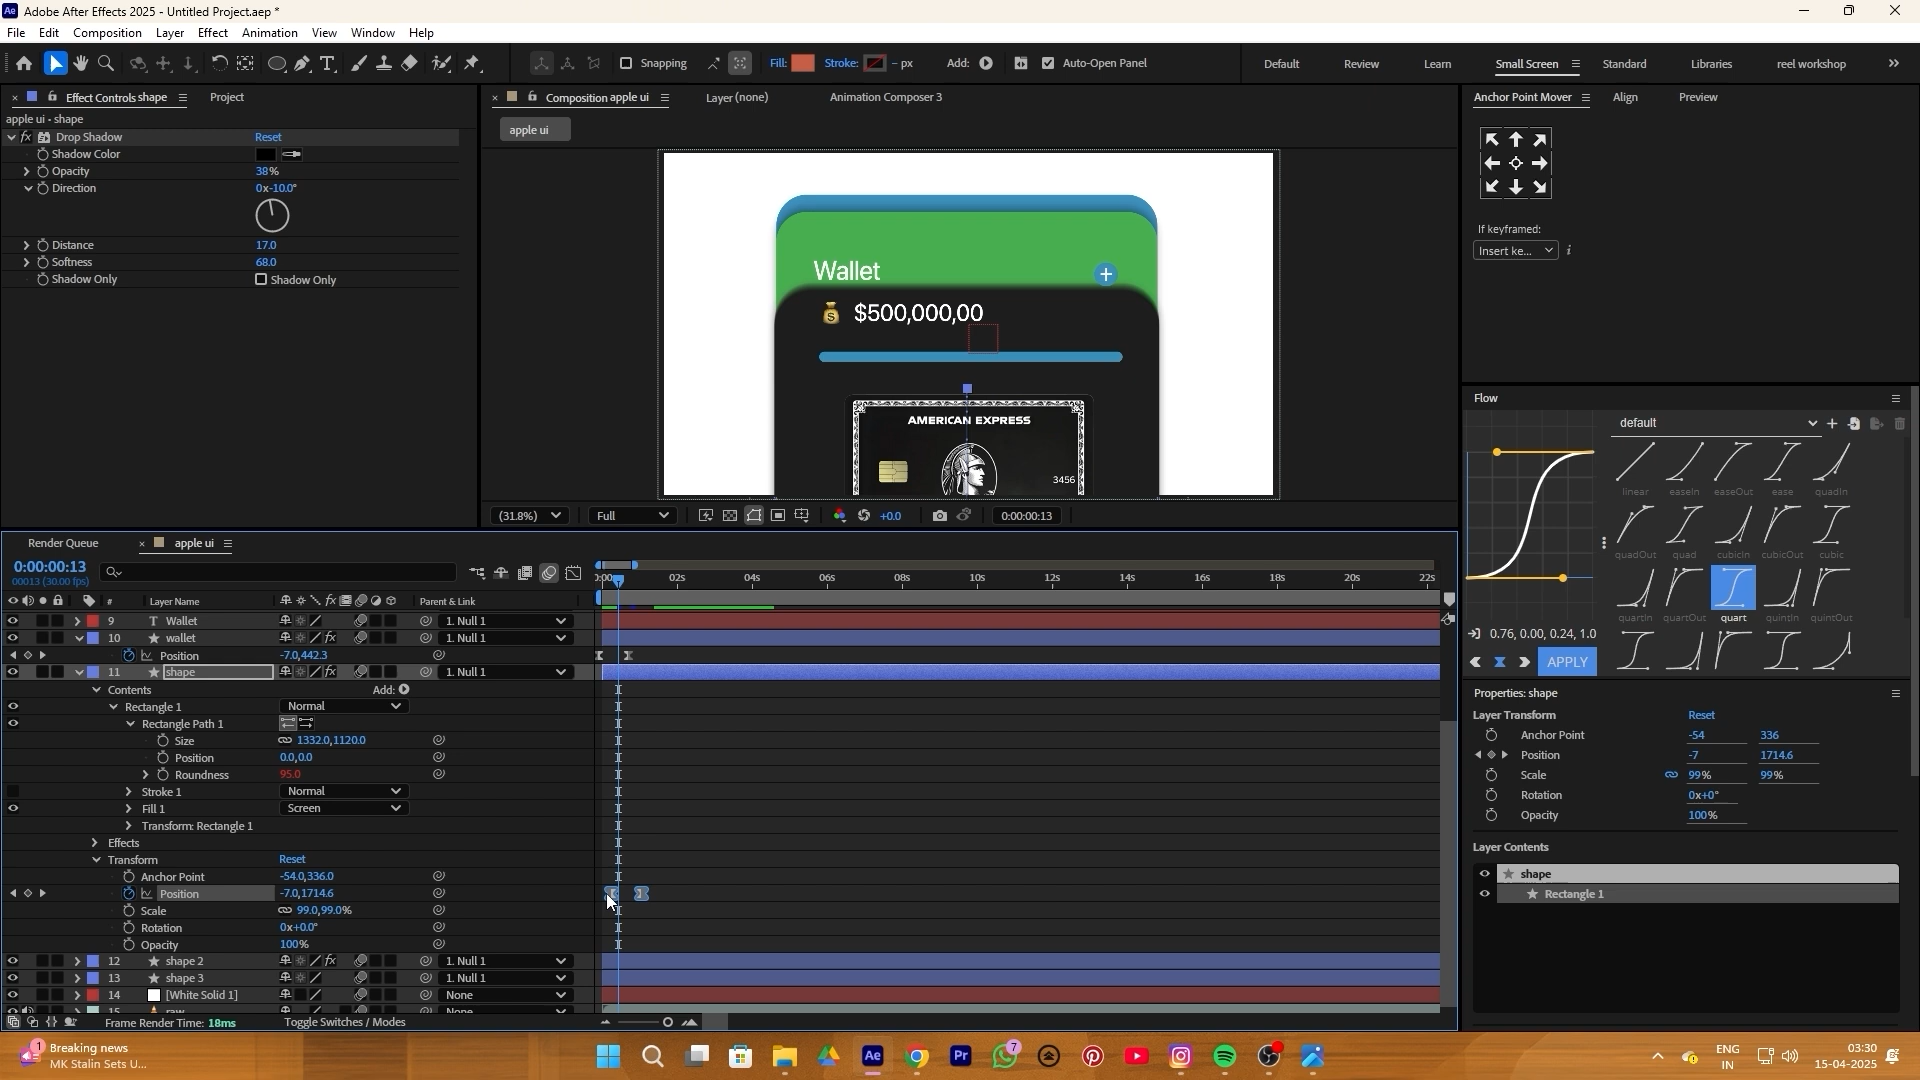 Adobe After Effects 2025 - Untitled Project.aep *
File Edit Composition Layer Effect Animation View Window Help
Snapping Fill: Stroke: – px Add: Auto-Open Panel Default Review Learn Small Screen Standard Libraries reel workshop
Effect Controls shape Project
apple ui - shape
fx Drop Shadow Reset
Shadow Color
Opacity 38%
Direction 0x-10.0°
Distance 17.0
Softness 68.0
Shadow Only Shadow Only
Composition apple ui Layer (none) Animation Composer 3
apple ui
Wallet
$500,000,00
AMERICAN EXPRESS
3456
(31.8%) Full +0.0 0:00:00:13
Anchor Point Mover Align Preview
If keyframed:
Insert ke...
Flow
default
linear easeIn easeOut ease quadIn
quadOut quad cubicIn cubicOut cubic
quartIn quartOut quart quintIn quintOut
0.76, 0.00, 0.24, 1.0
APPLY
Properties: shape
Layer Transform Reset
Anchor Point -54 336
Position -7 1714.6
Scale 99% 99%
Rotation 0x+0°
Opacity 100%
Layer Contents
shape
Rectangle 1
Render Queue apple ui
0:00:00:13
00013 (30.00 fps)
02s 04s 06s 08s 10s 12s 14s 16s 18s 20s 22s
# Layer Name Parent & Link
9 T Wallet 1. Null 1
10 wallet 1. Null 1
Position -7.0,442.3
11 shape 1. Null 1
Contents Add:
Rectangle 1 Normal
Rectangle Path 1
Size 1332.0,1120.0
Position 0.0,0.0
Roundness 95.0
Stroke 1 Normal
Fill 1 Screen
Transform: Rectangle 1
Effects
Transform Reset
Anchor Point -54.0,336.0
Position -7.0,1714.6
Scale 99.0,99.0%
Rotation 0x+0.0°
Opacity 100%
12 shape 2 1. Null 1
13 shape 3 1. Null 1
14 [White Solid 1] None
15 raw None
Frame Render Time: 18ms Toggle Switches / Modes
1 Breaking news
MK Stalin Sets U...
7
ENG
IN
03:30
15-04-2025